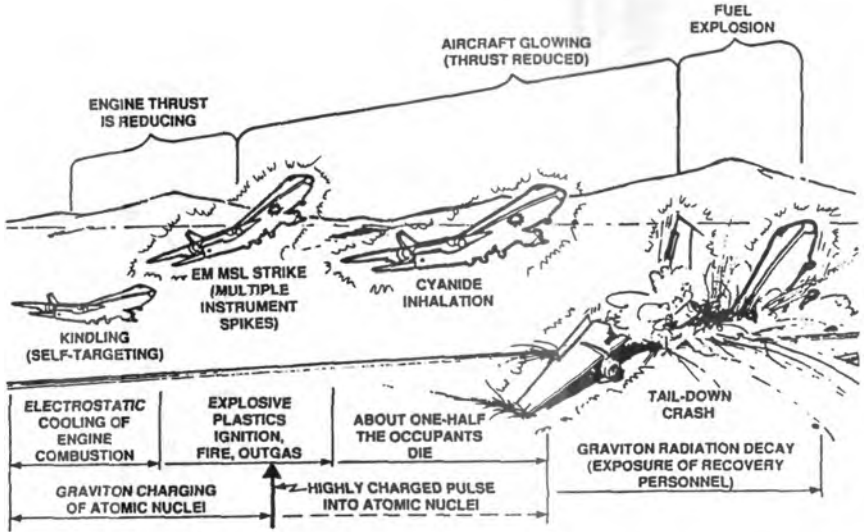 FUEL
EXPLOSION
AIRCRAFT GLOWING
(THRUST REDUCED)
ENGINE THRUST
IS REDUCING
EM MSL STRIKE
(MULTIPLE
INSTRUMENT
SPIKES)
CYANIDE
INHALATION
KINDLING
(SELF-TARGETING)
TAIL-DOWN
CRASH
ELECTROSTATIC
COOLING OF
ENGINE
COMBUSTION
EXPLOSIVE
PLASTICS
IGNITION,
FIRE, OUTGAS
ABOUT ONE-HALF
THE OCCUPANTS
DIE
GRAVITON RADIATION DECAY
(EXPOSURE OF RECOVERY
PERSONNEL)
GRAVITON CHARGING
OF ATOMIC NUCLEI
HIGHLY CHARGED PULSE
INTO ATOMIC NUCLEI